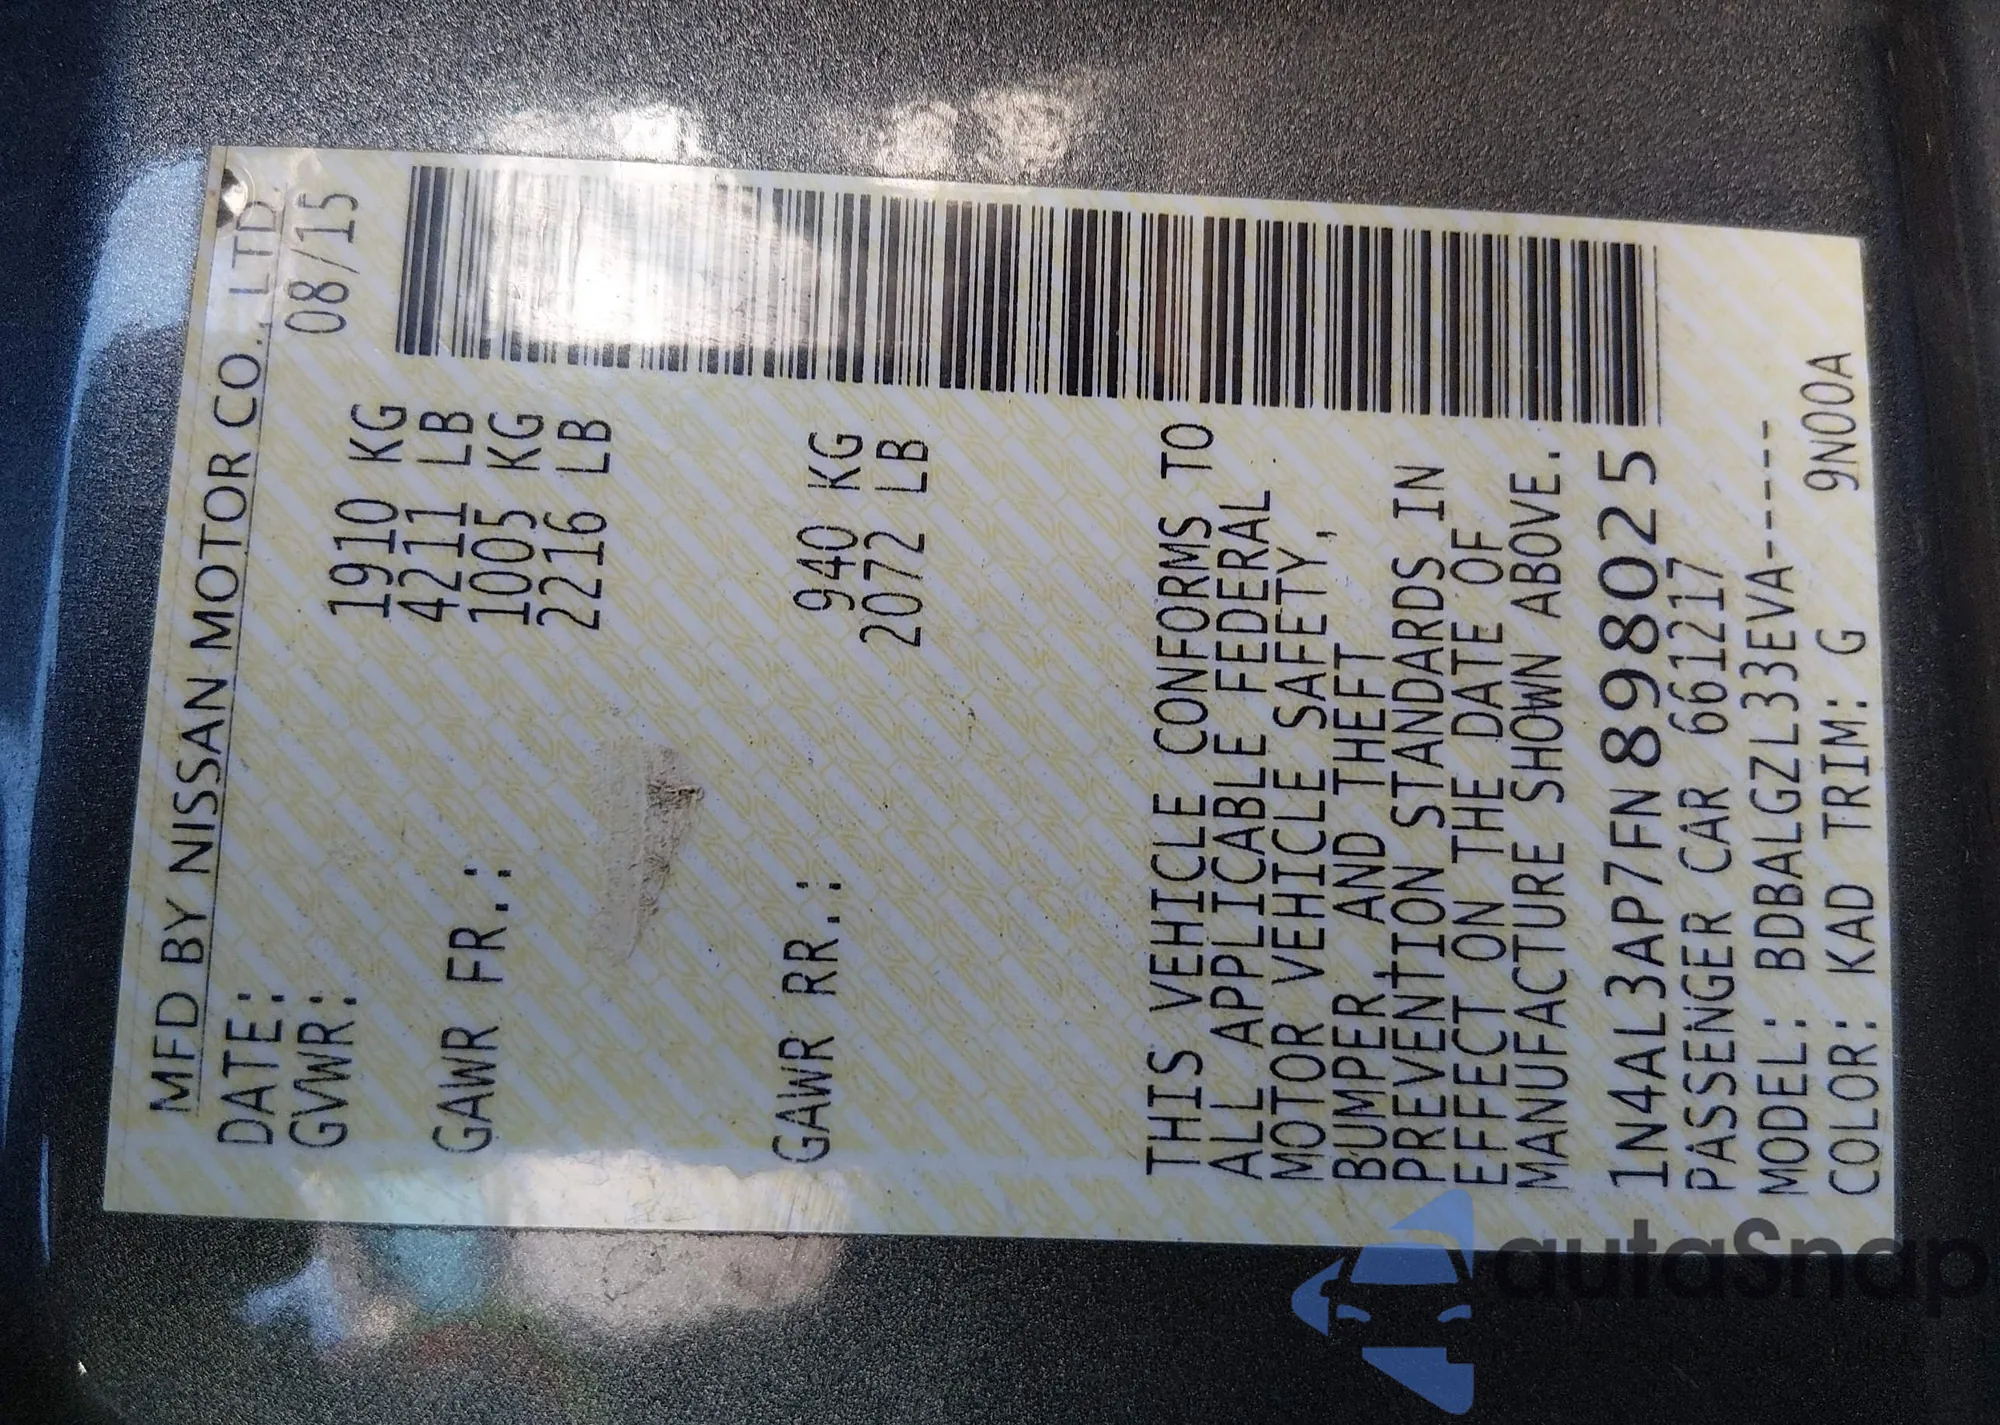 MFD BY NISSAN MOTOR CO., LTD.
DATE: 08/15
GVWR: 1910 KG
4211 LB
GAWR FR.: 1005 KG
2216 LB
GAWR RR.: 940 KG
2072 LB
THIS VEHICLE CONFORMS TO
ALL APPLICABLE FEDERAL
MOTOR VEHICLE SAFETY,
BUMPER AND THEFT
PREVENTION STANDARDS IN
EFFECT ON THE DATE OF
MANUFACTURE SHOWN ABOVE.
1N4AL3AP7FN898025
PASSENGER CAR 661217
MODEL: BDBALGZL33EVA-----
COLOR: KAD TRIM: G 9N00A
autaSnap